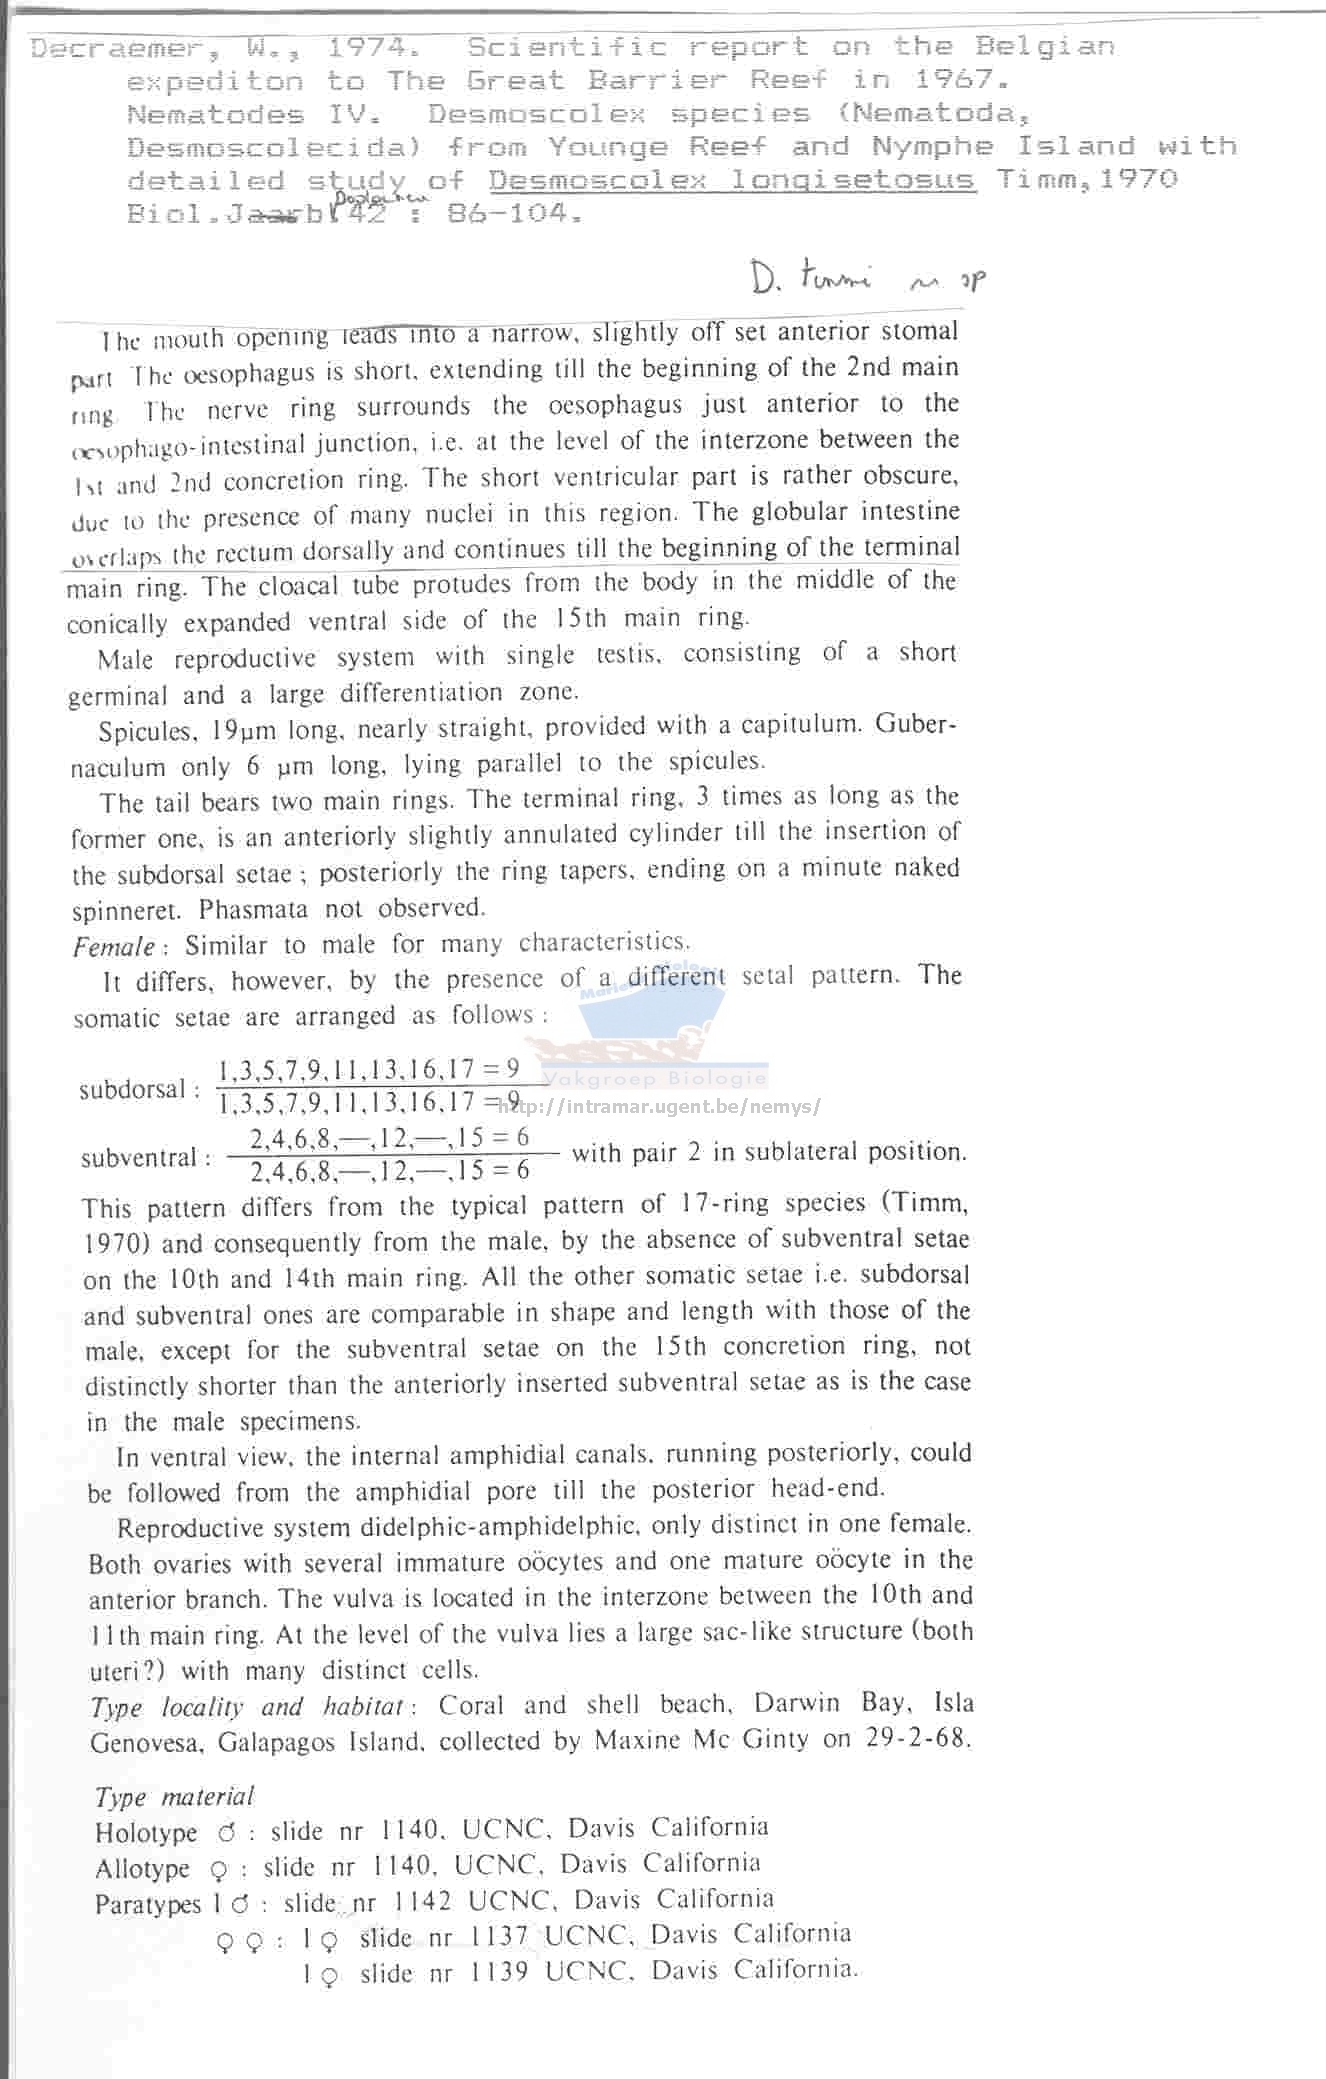 Decraemer, W., 1974. Scientific report on the Belgian
expediton to The Great Barrier Reef in 1967.
Nematodes IV. Desmoscolex species (Nematoda,
Desmoscolecida) from Younge Reef and Nymphe Island with
detailed study of Desmoscolex longisetosus Timm, 1970
Biol.Jaarb 42 : 86-104.
D. timmi n sp
The mouth opening leads into a narrow, slightly off set anterior stomal
part The oesophagus is short, extending till the beginning of the 2nd main
ring. The nerve ring surrounds the oesophagus just anterior to the
oesophago-intestinal junction, i.e. at the level of the interzone between the
1st and 2nd concretion ring. The short ventricular part is rather obscure,
due to the presence of many nuclei in this region. The globular intestine
overlaps the rectum dorsally and continues till the beginning of the terminal
main ring. The cloacal tube protudes from the body in the middle of the
conically expanded ventral side of the 15th main ring.
Male reproductive system with single testis, consisting of a short
germinal and a large differentiation zone.
Spicules, 19µm long, nearly straight, provided with a capitulum. Guber-
naculum only 6 µm long, lying parallel to the spicules.
The tail bears two main rings. The terminal ring, 3 times as long as the
former one, is an anteriorly slightly annulated cylinder till the insertion of
the subdorsal setae ; posteriorly the ring tapers, ending on a minute naked
spinneret. Phasmata not observed.
Female : Similar to male for many characteristics.
It differs, however, by the presence of a different setal pattern. The
somatic setae are arranged as follows :
subdorsal : 1,3,5,7,9,11,13,16,17 = 9
1,3,5,7,9,11,13,16,17 = 9
subventral : 2,4,6,8,—,12,—,15 = 6
2,4,6,8,—,12,—,15 = 6 with pair 2 in sublateral position.
This pattern differs from the typical pattern of 17-ring species (Timm,
1970) and consequently from the male, by the absence of subventral setae
on the 10th and 14th main ring. All the other somatic setae i.e. subdorsal
and subventral ones are comparable in shape and length with those of the
male, except for the subventral setae on the 15th concretion ring, not
distinctly shorter than the anteriorly inserted subventral setae as is the case
in the male specimens.
In ventral view, the internal amphidial canals, running posteriorly, could
be followed from the amphidial pore till the posterior head-end.
Reproductive system didelphic-amphidelphic, only distinct in one female.
Both ovaries with several immature oöcytes and one mature oöcyte in the
anterior branch. The vulva is located in the interzone between the 10th and
11th main ring. At the level of the vulva lies a large sac-like structure (both
uteri ?) with many distinct cells.
Type locality and habitat : Coral and shell beach, Darwin Bay, Isla
Genovesa, Galapagos Island, collected by Maxine Mc Ginty on 29-2-68.
Type material
Holotype ♂ : slide nr 1140, UCNC, Davis California
Allotype ♀ : slide nr 1140, UCNC, Davis California
Paratypes 1 ♂ : slide nr 1142 UCNC, Davis California
♀ ♀ : 1 ♀ slide nr 1137 UCNC, Davis California
1 ♀ slide nr 1139 UCNC, Davis California.
Vakgroep Biologie
http://intramar.ugent.be/nemys/